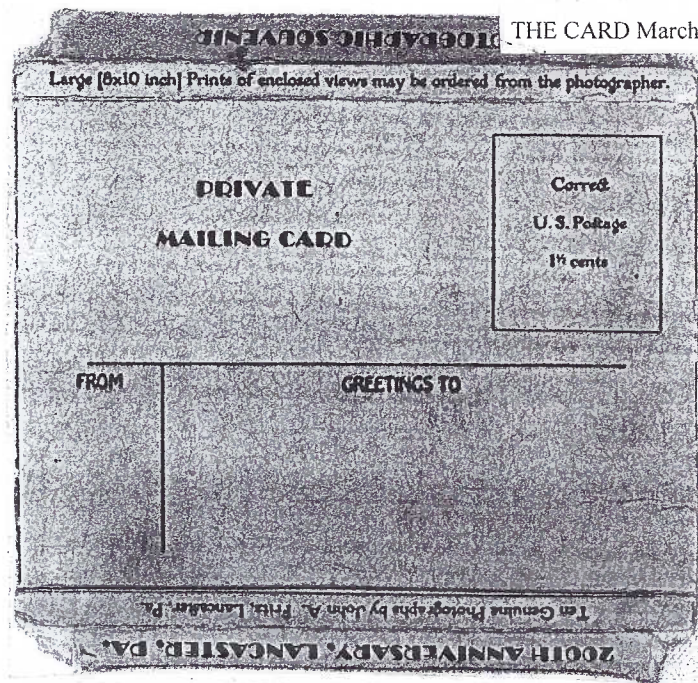 THE CARD March
PHOTOGRAPHIC SOUVENIR
Large [8x10 inch] Prints of enclosed views may be ordered from the photographer.
PRIVATE
MAILING CARD
Correct
U. S. Postage
1½ cents
FROM
GREETINGS TO
Ten Genuine Photographs by John A. Fritz, Lancaster, Pa.
200TH ANNIVERSARY, LANCASTER, PA.